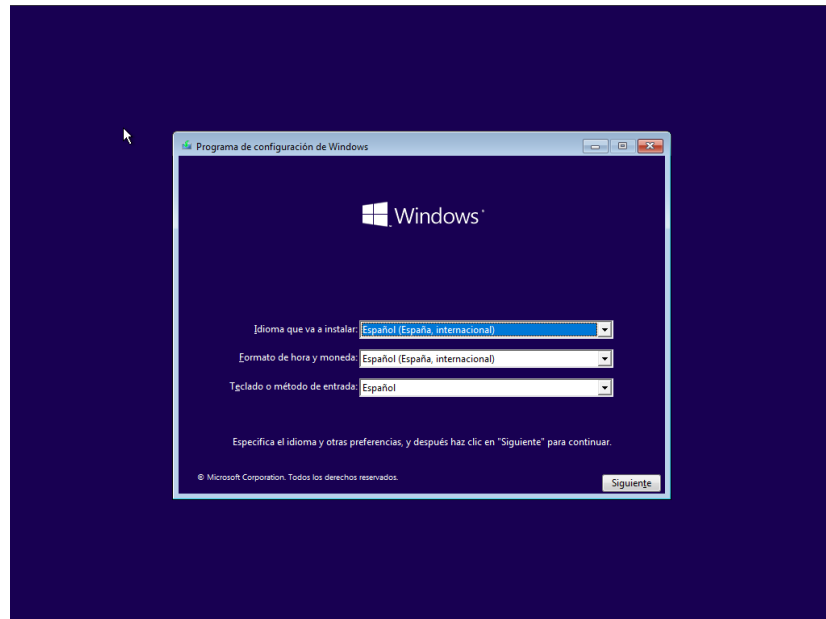 Programa de configuración de Windows
Windows
Idioma que va a instalar: Español (España, internacional)
Formato de hora y moneda: Español (España, internacional)
Teclado o método de entrada: Español
Especifica el idioma y otras preferencias, y después haz clic en "Siguiente" para continuar.
© Microsoft Corporation. Todos los derechos reservados.
Siguiente